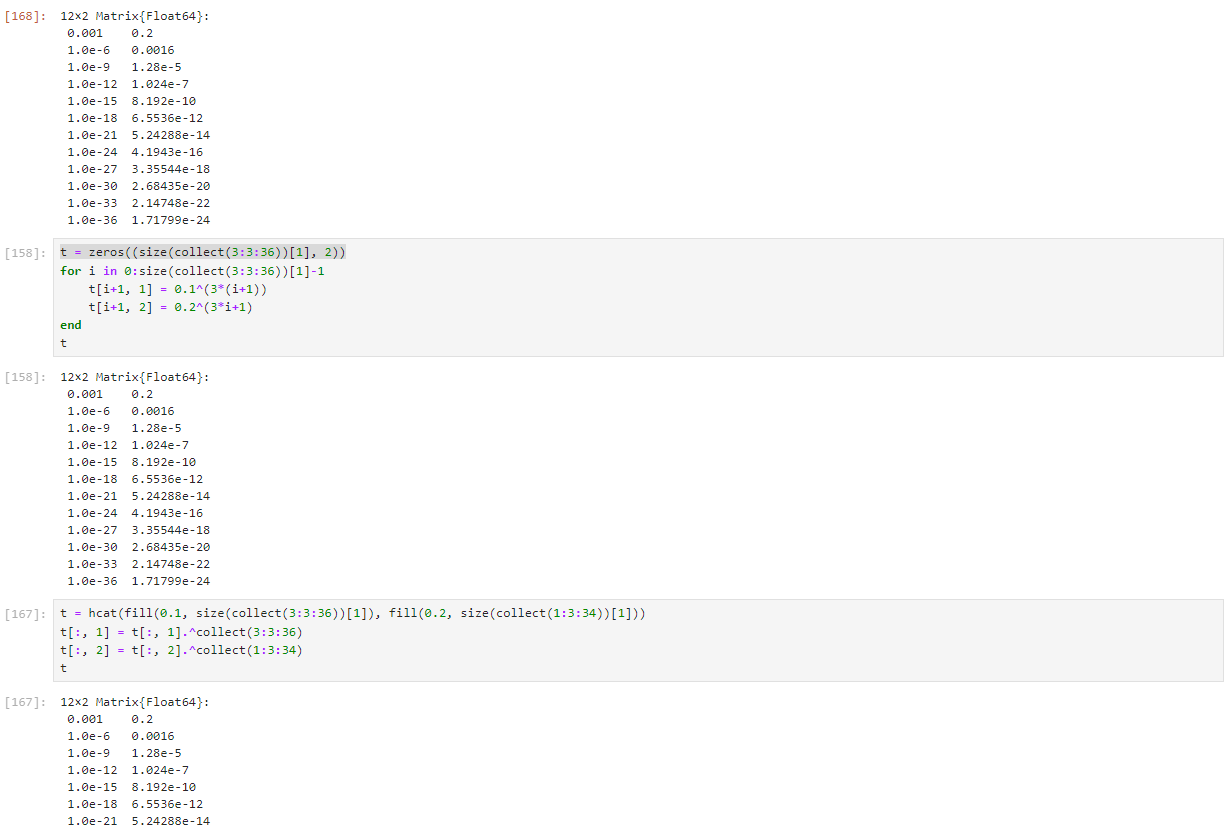 [168]: 12×2 Matrix{Float64}:
0.001 0.2
1.0e-6 0.0016
1.0e-9 1.28e-5
1.0e-12 1.024e-7
1.0e-15 8.192e-10
1.0e-18 6.5536e-12
1.0e-21 5.24288e-14
1.0e-24 4.1943e-16
1.0e-27 3.35544e-18
1.0e-30 2.68435e-20
1.0e-33 2.14748e-22
1.0e-36 1.71799e-24
[158]: t = zeros((size(collect(3:3:36))[1], 2))
for i in 0:size(collect(3:3:36))[1]-1
    t[i+1, 1] = 0.1^(3*(i+1))
    t[i+1, 2] = 0.2^(3*i+1)
end
t
[158]: 12×2 Matrix{Float64}:
0.001 0.2
1.0e-6 0.0016
1.0e-9 1.28e-5
1.0e-12 1.024e-7
1.0e-15 8.192e-10
1.0e-18 6.5536e-12
1.0e-21 5.24288e-14
1.0e-24 4.1943e-16
1.0e-27 3.35544e-18
1.0e-30 2.68435e-20
1.0e-33 2.14748e-22
1.0e-36 1.71799e-24
[167]: t = hcat(fill(0.1, size(collect(3:3:36))[1]), fill(0.2, size(collect(1:3:34))[1]))
t[:, 1] = t[:, 1].^collect(3:3:36)
t[:, 2] = t[:, 2].^collect(1:3:34)
t
[167]: 12×2 Matrix{Float64}:
0.001 0.2
1.0e-6 0.0016
1.0e-9 1.28e-5
1.0e-12 1.024e-7
1.0e-15 8.192e-10
1.0e-18 6.5536e-12
1.0e-21 5.24288e-14